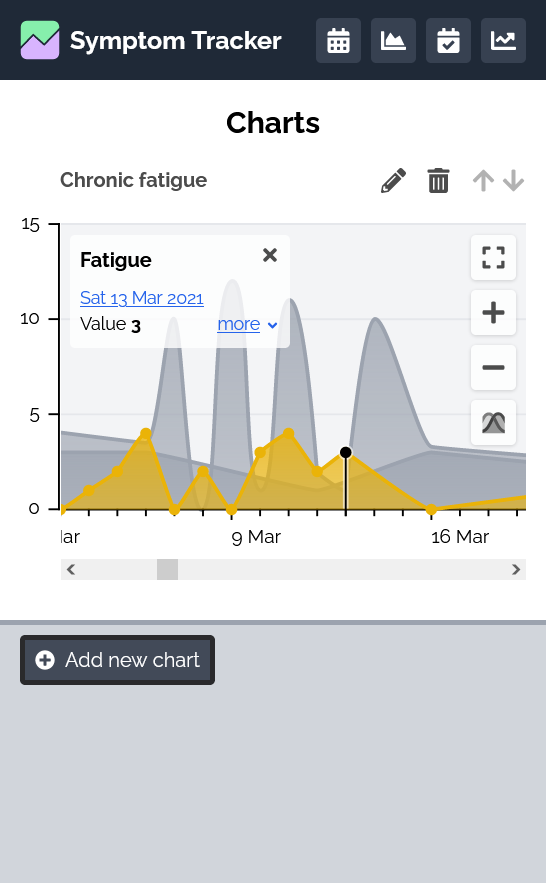 Symptom Tracker
Charts
Chronic fatigue
15
Fatigue
Sat 13 Mar 2021
10
Value 3 more
5
0
9 Mar 16 Mar
Add new chart